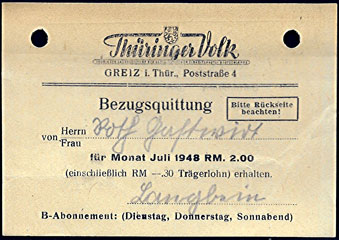 Thüringer Volk
GREIZ i. Thür., Poststraße 4
Bezugsquittung
Bitte Rückseite
beachten!
von Herrn
Frau
für Monat Juli 1948 RM. 2.00
(einschließlich RM —.30 Trägerlohn) erhalten.
Langbein
B-Abonnement: (Dienstag, Donnerstag, Sonnabend)